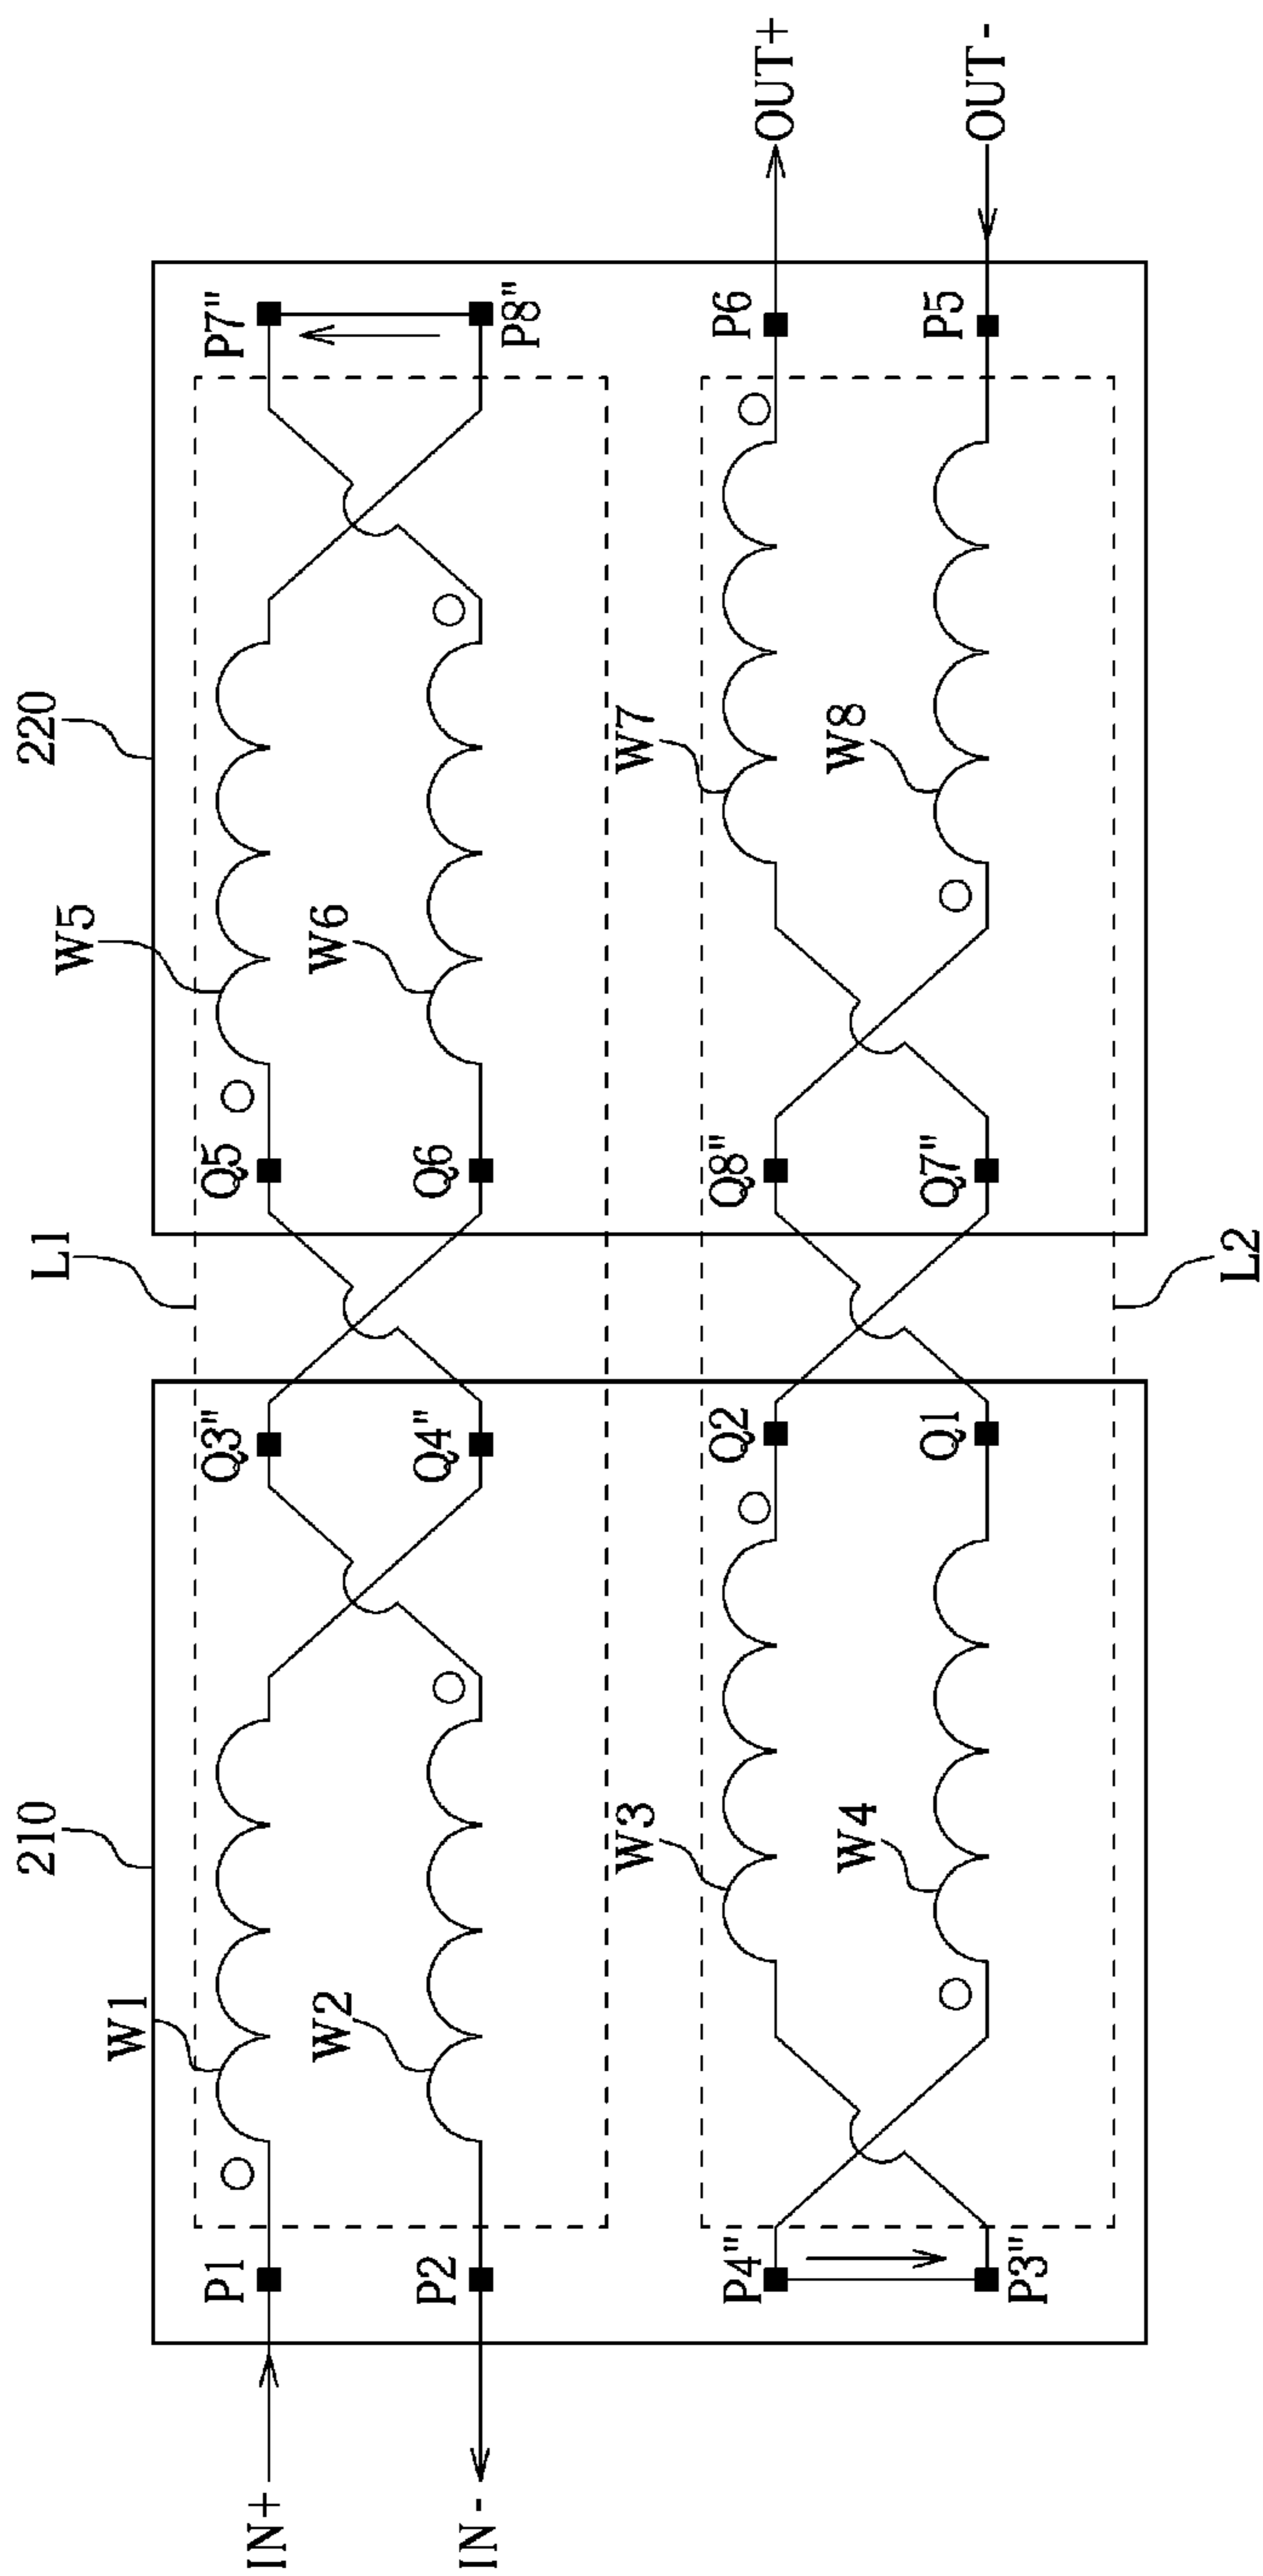 210
220
L1
W1
W5
IN+
P1
Q3"
Q5
P7"
W2
W6
IN-
P2
Q4"
Q6
P8"
W3
W7
P4"
Q2
Q8"
P6
OUT+
W4
W8
P3"
Q1
Q7"
P5
OUT-
L2